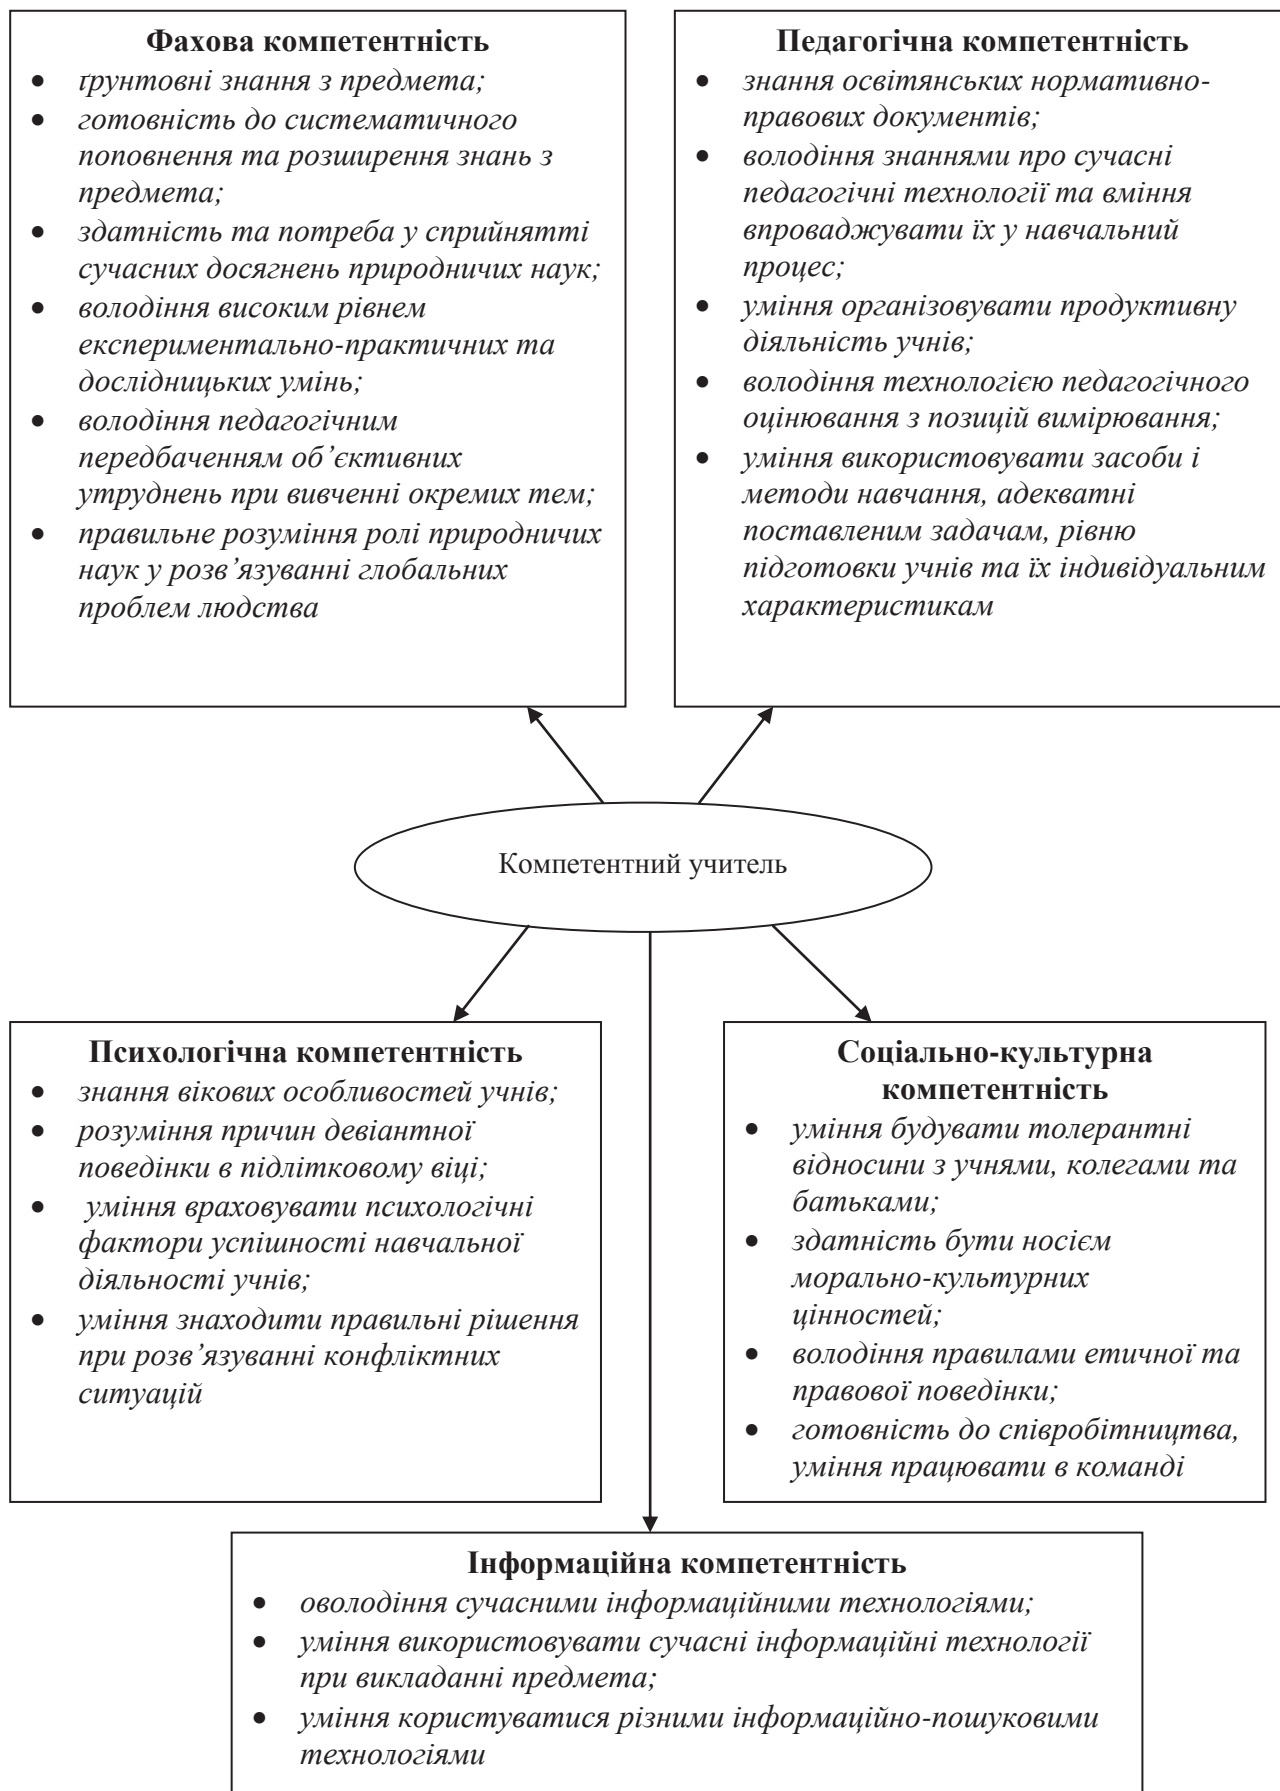 Фахова компетентність
• ґрунтовні знання з предмета;
• готовність до систематичного
поповнення та розширення знань з
предмета;
• здатність та потреба у сприйнятті
сучасних досягнень природничих наук;
• володіння високим рівнем
експериментально-практичних та
дослідницьких умінь;
• володіння педагогічним
передбаченням об’єктивних
утруднень при вивченні окремих тем;
• правильне розуміння ролі природничих
наук у розв’язуванні глобальних
проблем людства
Педагогічна компетентність
• знання освітянських нормативно-
правових документів;
• володіння знаннями про сучасні
педагогічні технології та вміння
впроваджувати їх у навчальний
процес;
• уміння організовувати продуктивну
діяльність учнів;
• володіння технологією педагогічного
оцінювання з позицій вимірювання;
• уміння використовувати засоби і
методи навчання, адекватні
поставленим задачам, рівню
підготовки учнів та їх індивідуальним
характеристикам
Компетентний учитель
Психологічна компетентність
• знання вікових особливостей учнів;
• розуміння причин девіантної
поведінки в підлітковому віці;
• уміння враховувати психологічні
фактори успішності навчальної
діяльності учнів;
• уміння знаходити правильні рішення
при розв’язуванні конфліктних
ситуацій
Соціально-культурна
компетентність
• уміння будувати толерантні
відносини з учнями, колегами та
батьками;
• здатність бути носієм
морально-культурних
цінностей;
• володіння правилами етичної та
правової поведінки;
• готовність до співробітництва,
уміння працювати в команді
Інформаційна компетентність
• оволодіння сучасними інформаційними технологіями;
• уміння використовувати сучасні інформаційні технології
при викладанні предмета;
• уміння користуватися різними інформаційно-пошуковими
технологіями